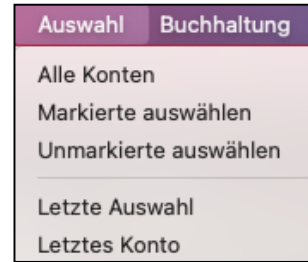 Auswahl Buchhaltung
Alle Konten
Markierte auswählen
Unmarkierte auswählen
Letzte Auswahl
Letztes Konto